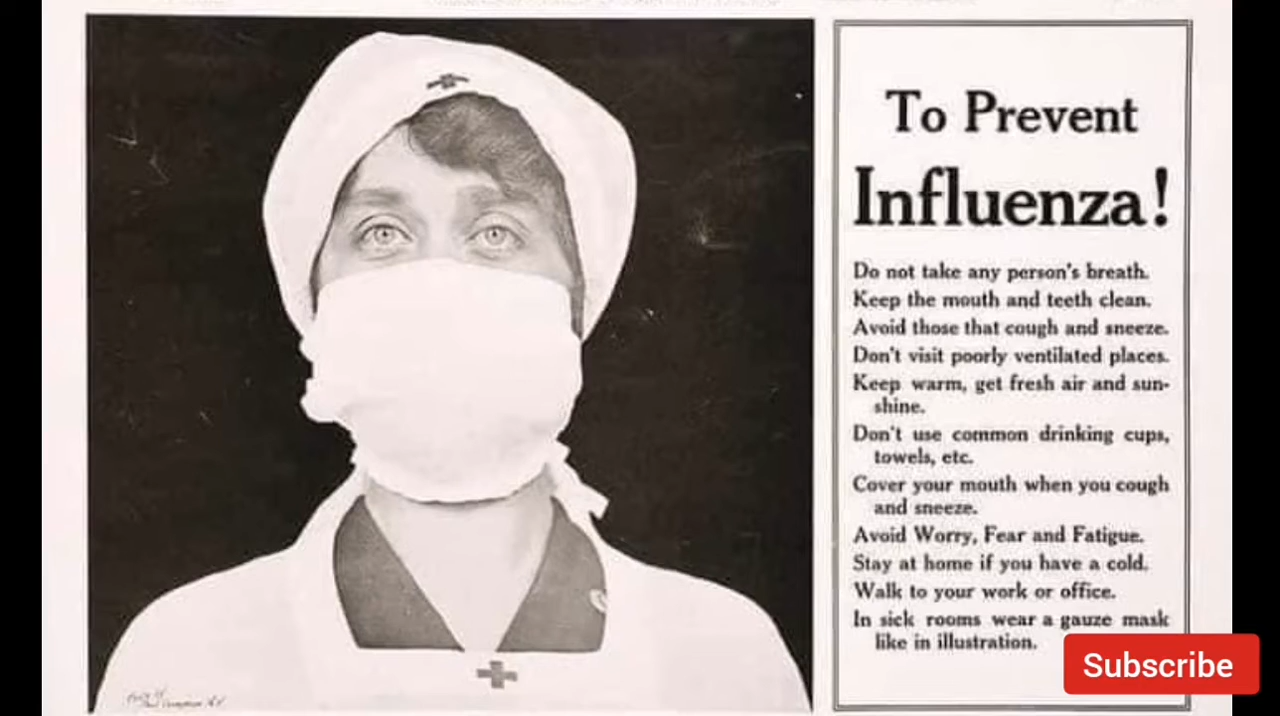 To Prevent
Influenza!
Do not take any person's breath.
Keep the mouth and teeth clean.
Avoid those that cough and sneeze.
Don't visit poorly ventilated places.
Keep warm, get fresh air and sun-
shine.
Don't use common drinking cups,
towels, etc.
Cover your mouth when you cough
and sneeze.
Avoid Worry, Fear and Fatigue.
Stay at home if you have a cold.
Walk to your work or office.
In sick rooms wear a gauze mask
like in illustration.
Subscribe